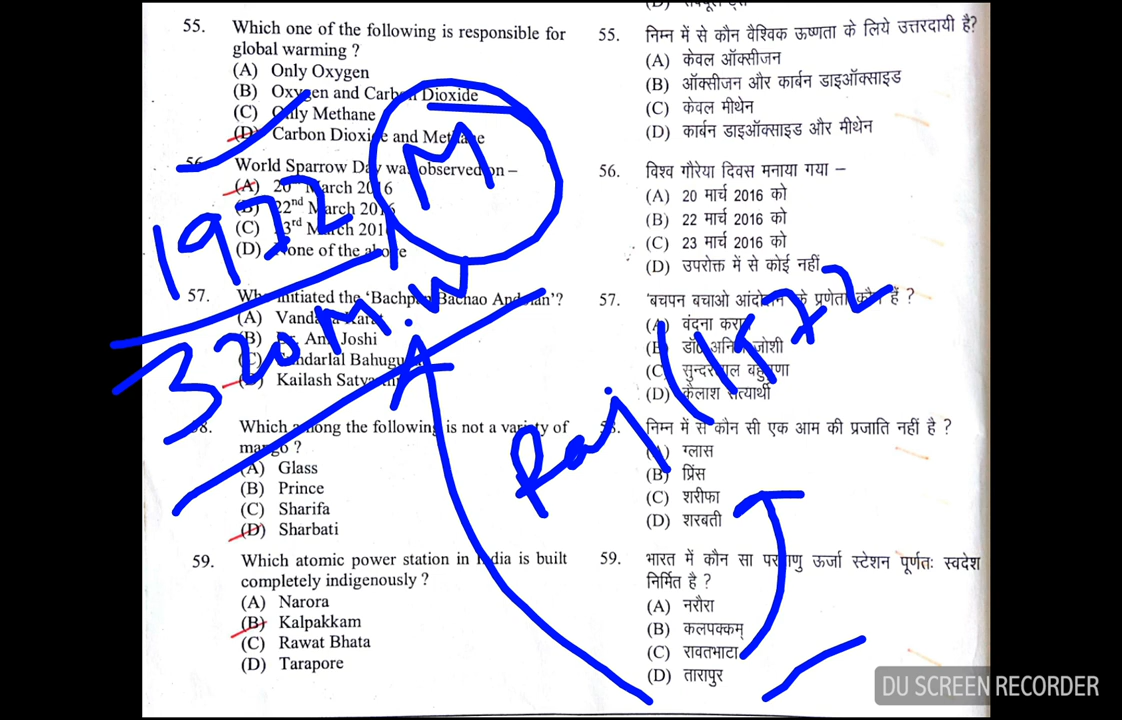 55. Which one of the following is responsible for
global warming ?
(A) Only Oxygen
(B) Oxygen and Carbon Dioxide
(C) Only Methane
(D) Carbon Dioxide and Methane
56. World Sparrow Day was observed on –
(A) 20th March 2016
(B) 22nd March 2016
(C) 23rd March 2016
(D) None of the above
57. Who initiated the ‘Bachpan Bachao Andolan’?
(A) Vandana Karat
(B) Dr. Anil Joshi
(C) Sundarlal Bahuguna
(D) Kailash Satyarthi
58. Which among the following is not a variety of
mango ?
(A) Glass
(B) Prince
(C) Sharifa
(D) Sharbati
59. Which atomic power station in India is built
completely indigenously ?
(A) Narora
(B) Kalpakkam
(C) Rawat Bhata
(D) Tarapore
55. निम्न में से कौन वैश्विक ऊष्णता के लिये उत्तरदायी है?
(A) केवल ऑक्सीजन
(B) ऑक्सीजन और कार्बन डाइऑक्साइड
(C) केवल मीथेन
(D) कार्बन डाइऑक्साइड और मीथेन
56. विश्व गौरेया दिवस मनाया गया –
(A) 20 मार्च 2016 को
(B) 22 मार्च 2016 को
(C) 23 मार्च 2016 को
(D) उपरोक्त में से कोई नहीं
57. ‘बचपन बचाओ आंदोलन’ के प्रणेता कौन हैं ?
(A) वंदना करात
(B) डॉ० अनिल जोशी
(C) सुन्दरलाल बहुगुणा
(D) कैलाश सत्यार्थी
58. निम्न में से कौन सी एक आम की प्रजाति नहीं है ?
(A) ग्लास
(B) प्रिंस
(C) शरीफा
(D) शरबती
59. भारत में कौन सा परमाणु ऊर्जा स्टेशन पूर्णतः स्वदेश
निर्मित है ?
(A) नरौरा
(B) कलपक्कम्
(C) रावतभाटा
(D) तारापुर
M
1972
320 M.W
Raj (1572
DU SCREEN RECORDER